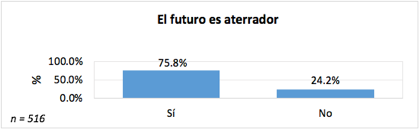 El futuro es aterrador
100.0%
50.0%
0.0%
%
75.8%
24.2%
Sí
No
n = 516